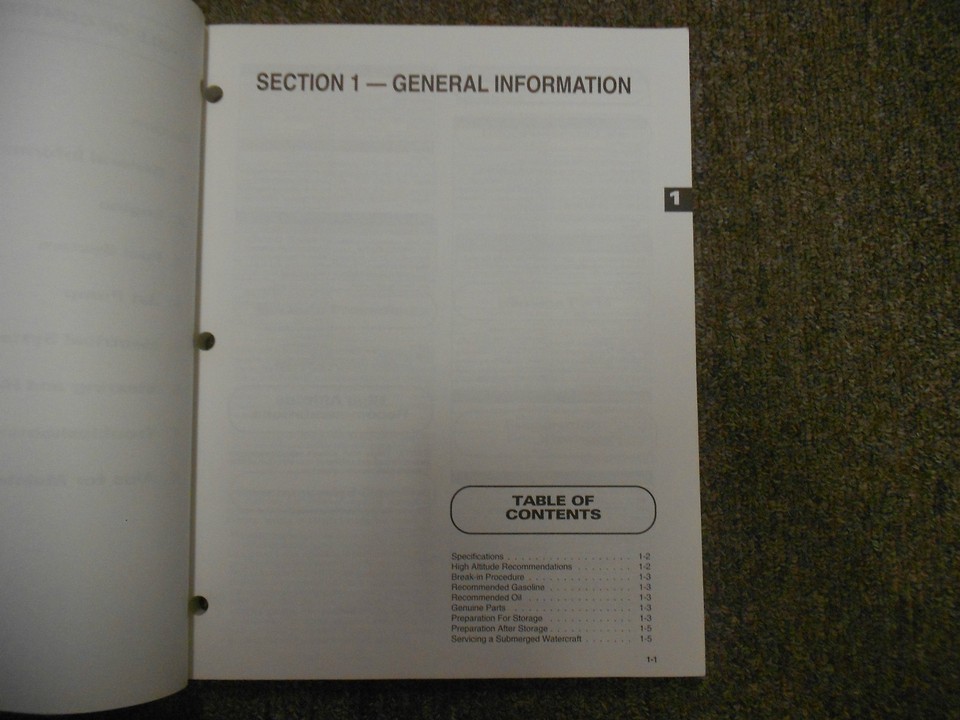 SECTION 1 — GENERAL INFORMATION
1
TABLE OF
CONTENTS
Specifications . . . . . . . . . . . . . . . . . . 1-2
High Altitude Recommendations . . . . . . . . 1-2
Break-in Procedure . . . . . . . . . . . . . . . 1-3
Recommended Gasoline . . . . . . . . . . . . 1-3
Recommended Oil . . . . . . . . . . . . . . . 1-3
Genuine Parts . . . . . . . . . . . . . . . . . 1-3
Preparation For Storage . . . . . . . . . . . . 1-3
Preparation After Storage . . . . . . . . . . . . 1-5
Servicing a Submerged Watercraft . . . . . . . 1-5
1-1